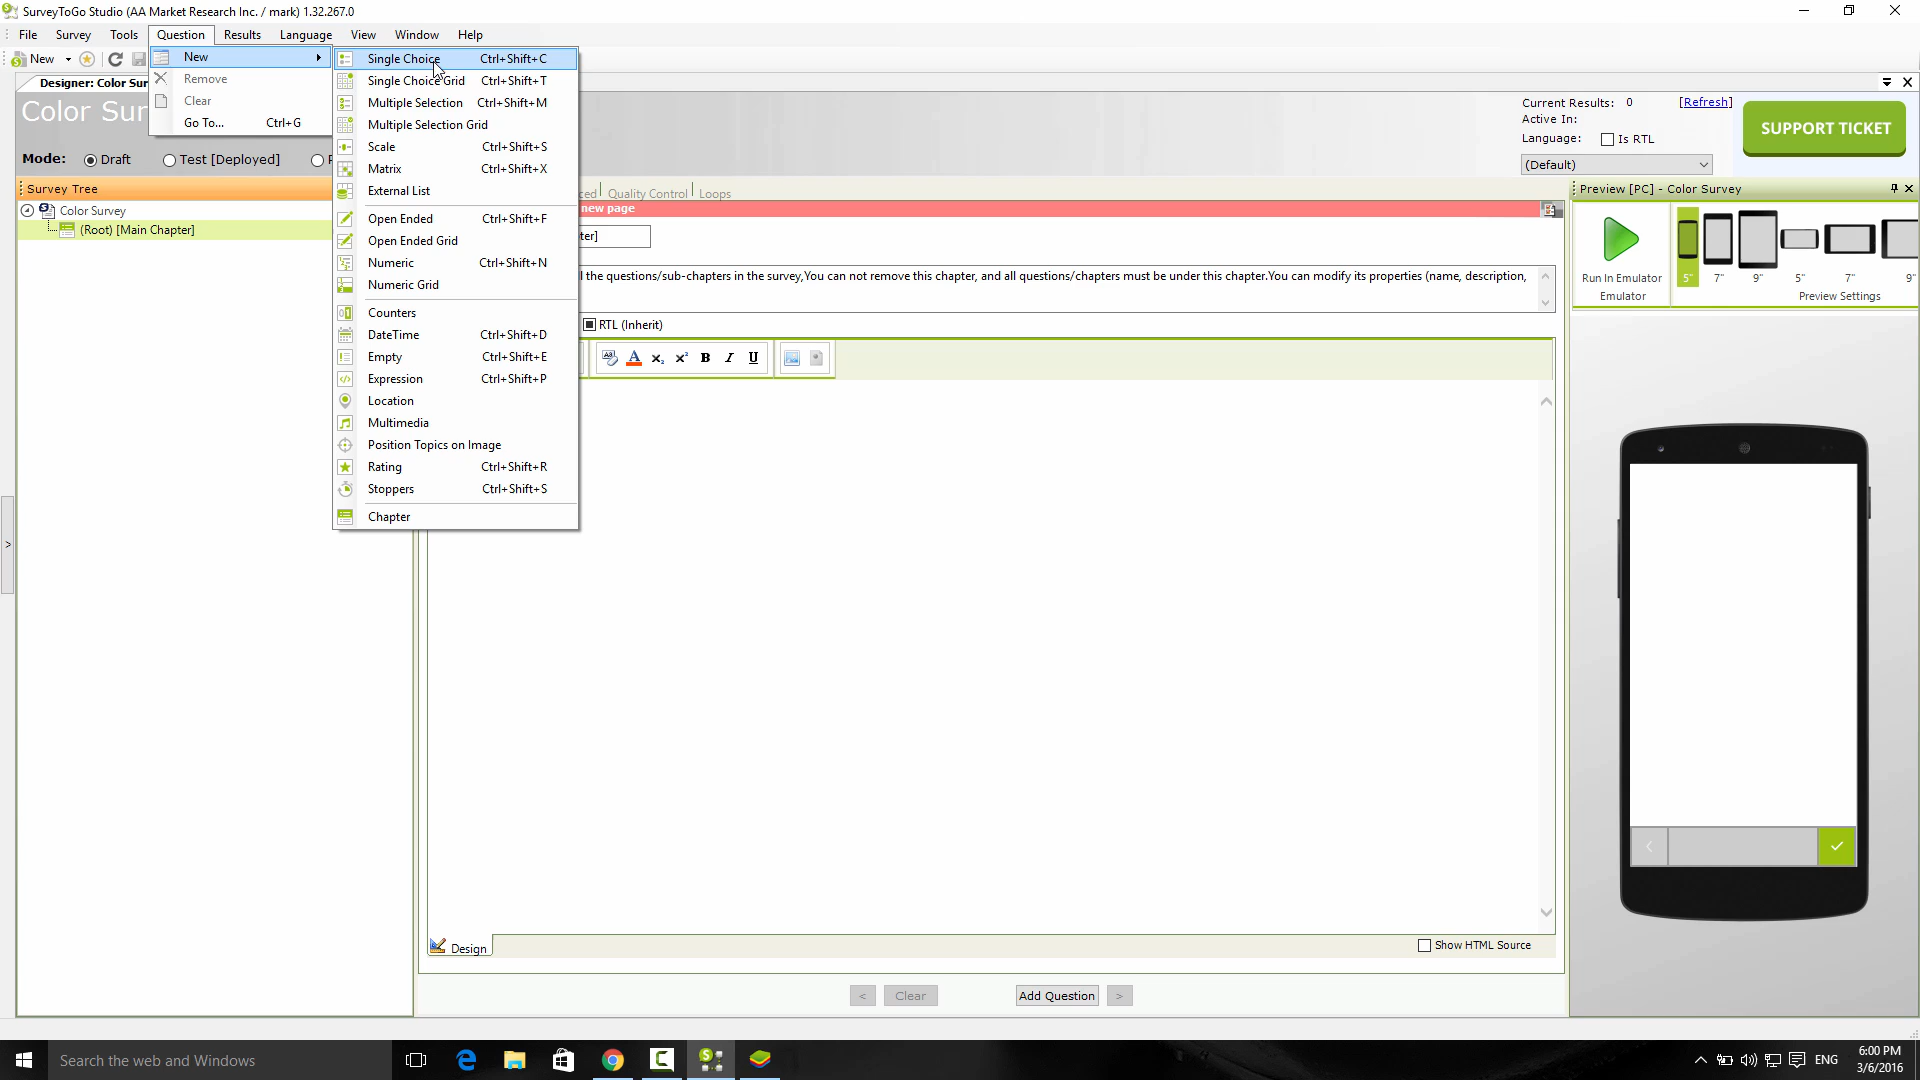 SurveyToGo Studio (AA Market Research Inc. / mark) 1.32.267.0
File Survey Tools Question Results Language View Window Help
New
Designer: Color Sur
Color Sur
Mode: Draft Test [Deployed]
New
Remove
Clear
Go To... Ctrl+G
Single Choice Ctrl+Shift+C
Single Choice Grid Ctrl+Shift+T
Multiple Selection Ctrl+Shift+M
Multiple Selection Grid
Scale Ctrl+Shift+S
Matrix Ctrl+Shift+X
External List
Open Ended Ctrl+Shift+F
Open Ended Grid
Numeric Ctrl+Shift+N
Numeric Grid
Counters
DateTime Ctrl+Shift+D
Empty Ctrl+Shift+E
Expression Ctrl+Shift+P
Location
Multimedia
Position Topics on Image
Rating Ctrl+Shift+R
Stoppers Ctrl+Shift+S
Chapter
Current Results: 0 [Refresh]
Active In:
Language: Is RTL
(Default)
SUPPORT TICKET
Survey Tree
Color Survey
(Root) [Main Chapter]
ced Quality Control Loops
new page
ter]
l the questions/sub-chapters in the survey,You can not remove this chapter, and all questions/chapters must be under this chapter.You can modify its properties (name, description,
RTL (Inherit)
B I U
Design
Show HTML Source
< Clear Add Question >
Preview [PC] - Color Survey
Run In Emulator
5" 7" 9" 5" 7" 9"
Emulator
Preview Settings
>
Search the web and Windows
ENG
6:00 PM
3/6/2016